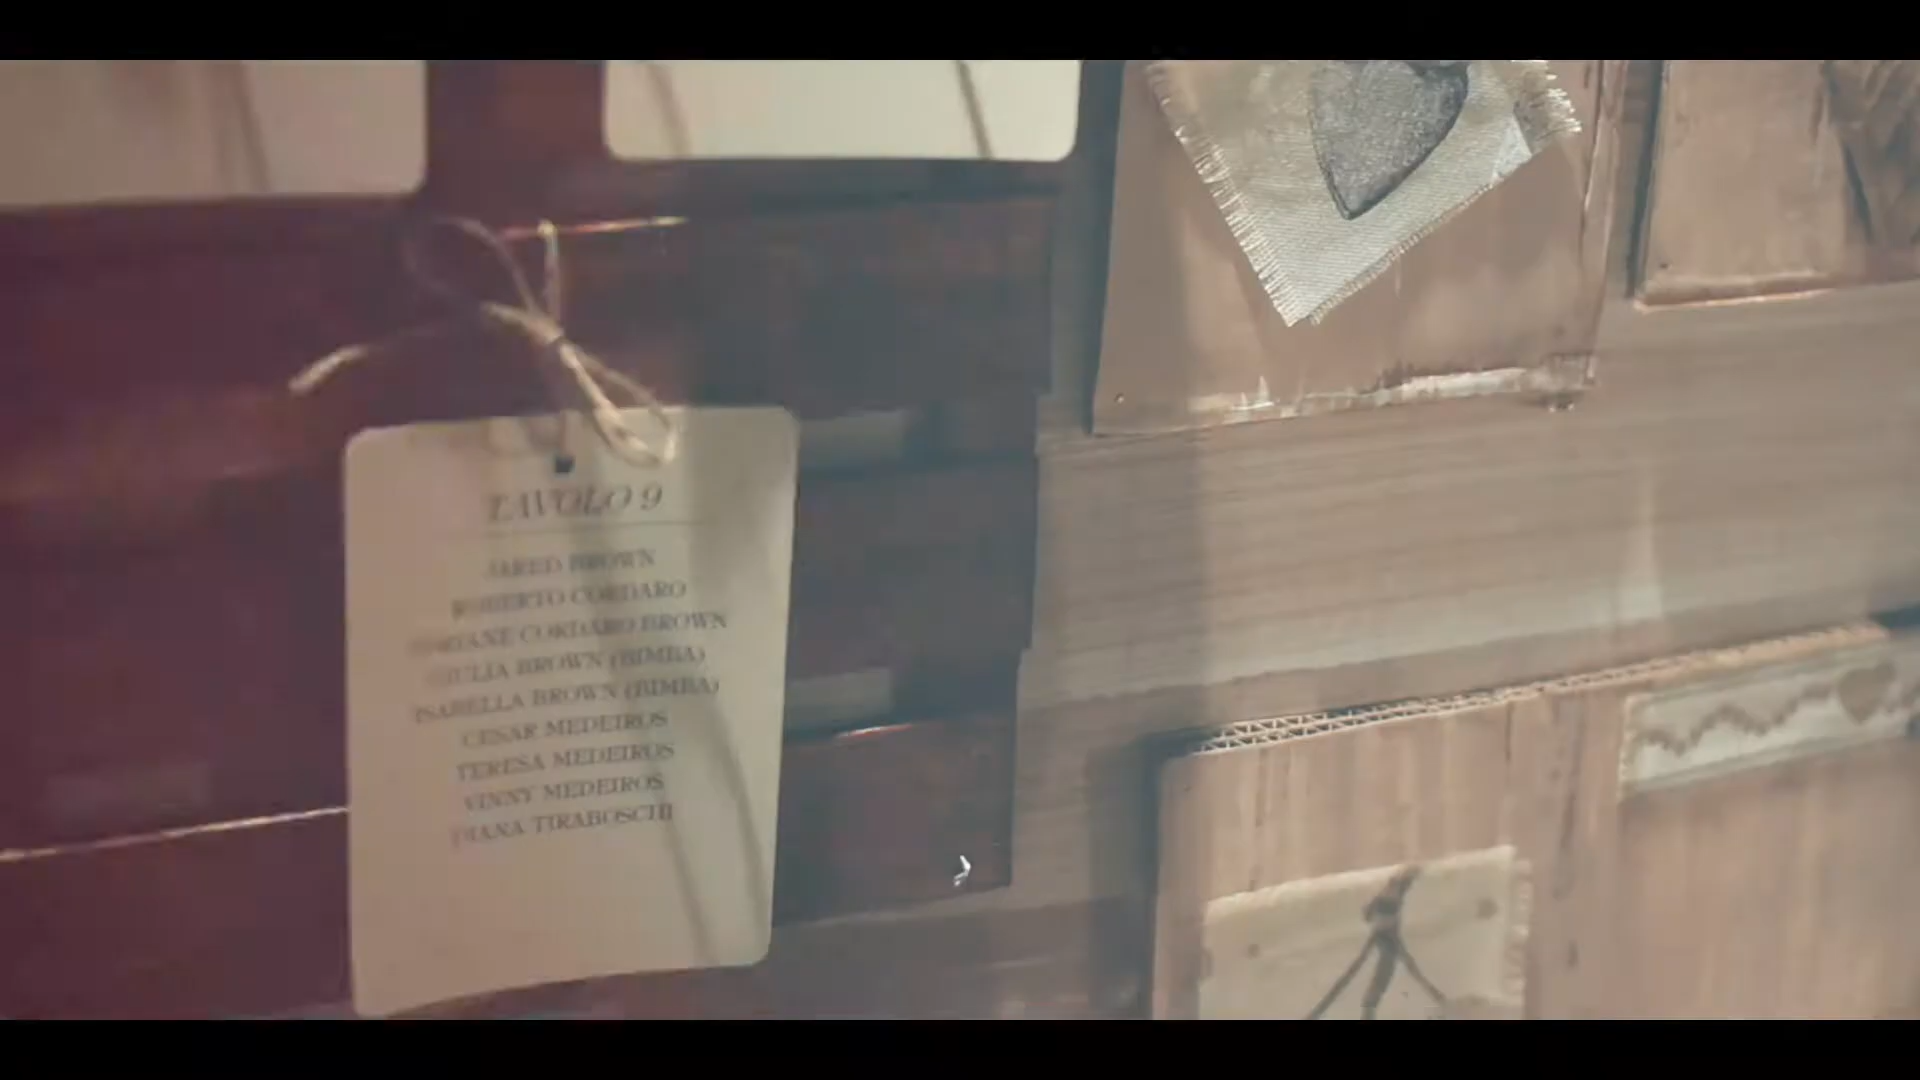 TAVOLO 9
JARED BROWN
ROBERTO CORDARO
CORDARO BROWN
GIULIA BROWN (BIMBA)
ISABELLA BROWN (BIMBA)
CESAR MEDEIROS
TERESA MEDEIROS
VINNY MEDEIROS
DIANA TIRABOSCHI